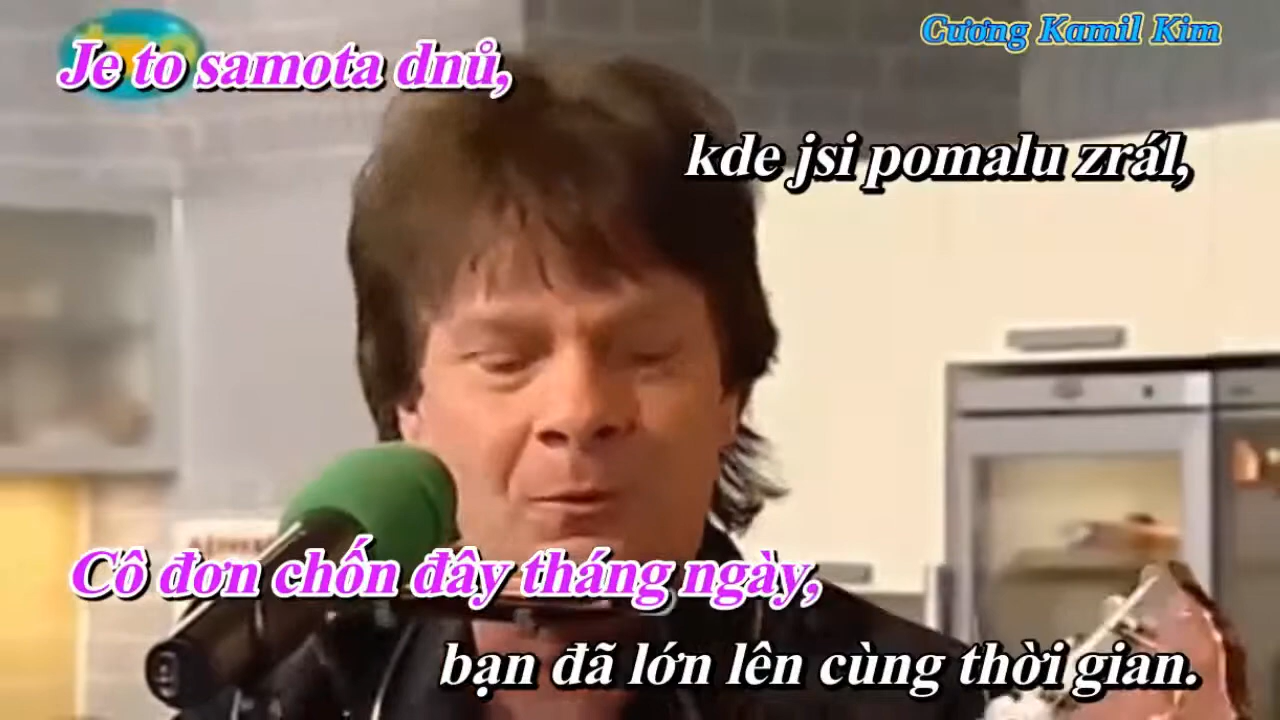 Cương Kamil Kim
Je to samota dnů,
kde jsi pomalu zrál,
Cô đơn chốn đây tháng ngày,
bạn đã lớn lên cùng thời gian.